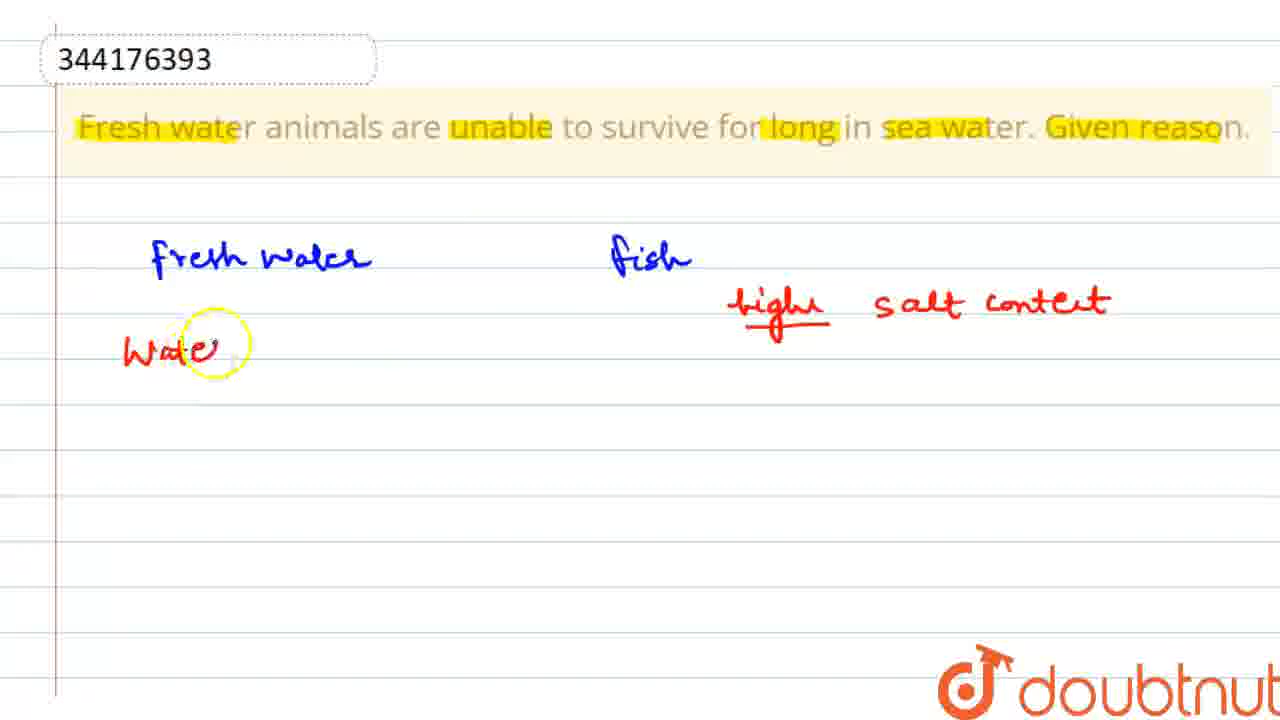 344176393
Fresh water animals are unable to survive for long in sea water. Given reason.
fresh water fish
high salt content
Wate
doubtnut